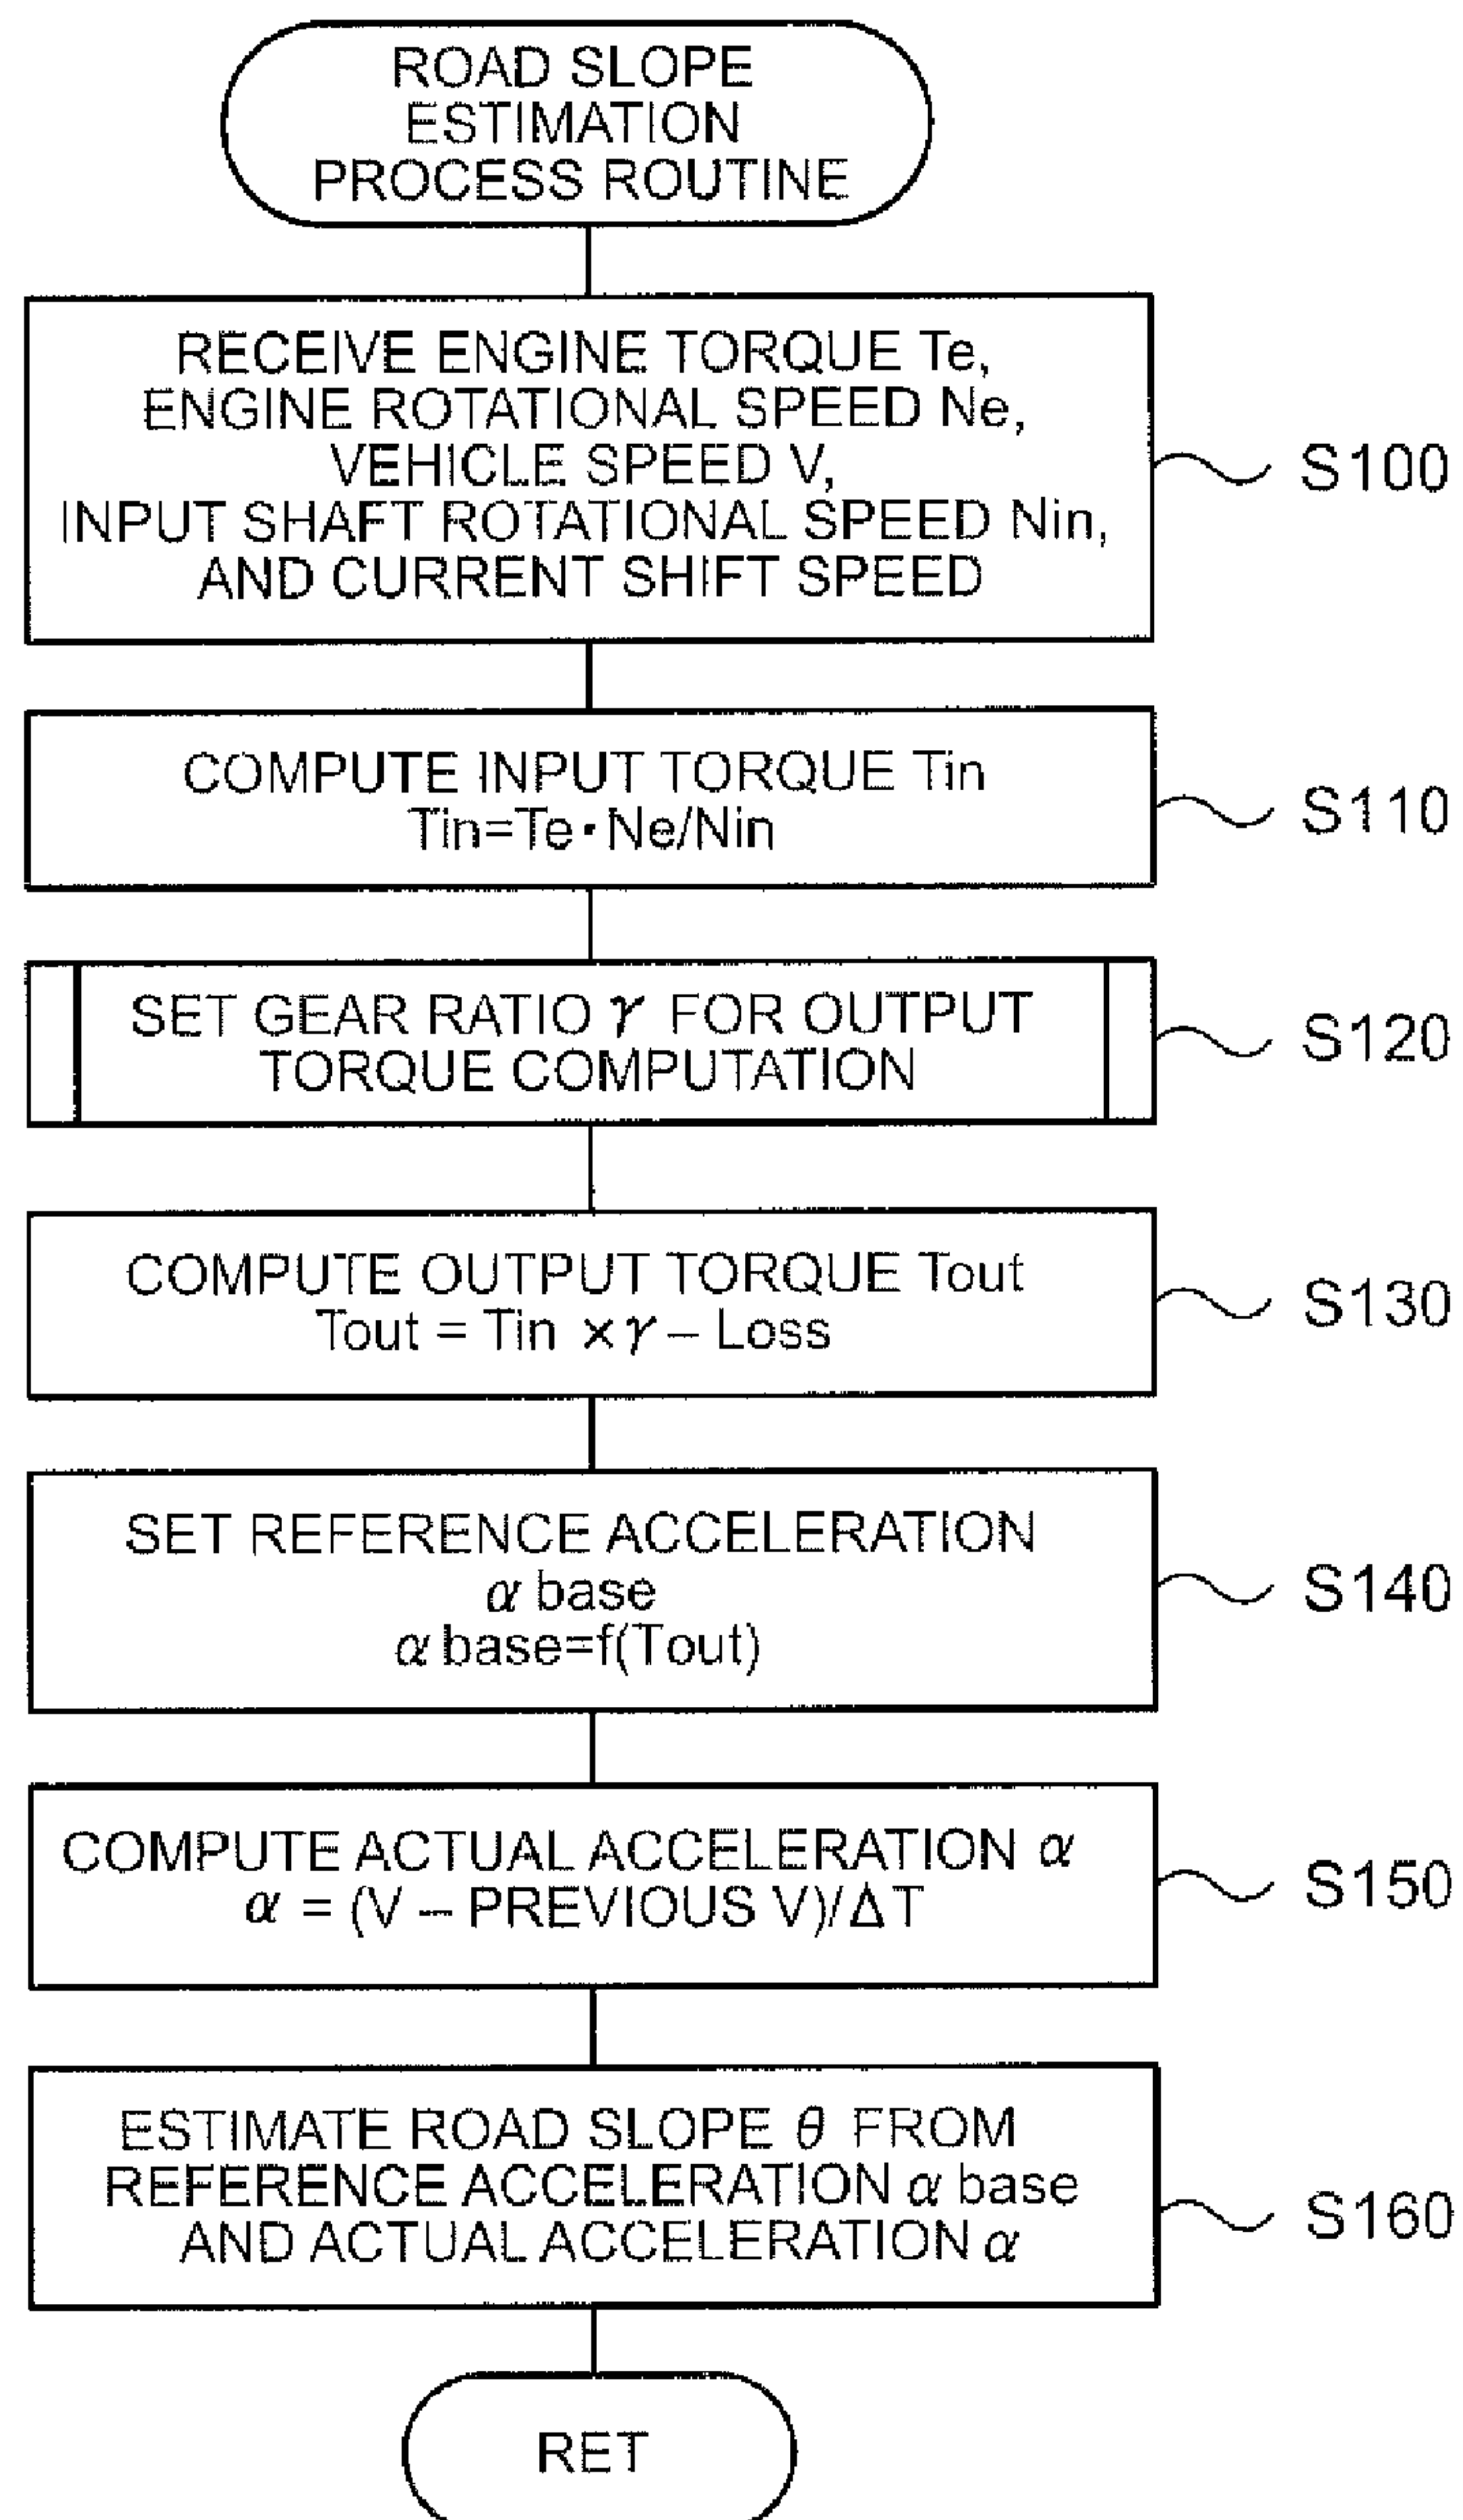 ROAD SLOPE
ESTIMATION
PROCESS ROUTINE
RECEIVE ENGINE TORQUE Te,
ENGINE ROTATIONAL SPEED Ne,
VEHICLE SPEED V,
INPUT SHAFT ROTATIONAL SPEED Nin,
AND CURRENT SHIFT SPEED
S100
COMPUTE INPUT TORQUE Tin
Tin=Te・Ne/Nin
S110
SET GEAR RATIO γ FOR OUTPUT
TORQUE COMPUTATION
S120
COMPUTE OUTPUT TORQUE Tout
Tout = Tin ×γ – Loss
S130
SET REFERENCE ACCELERATION
α base
α base=f(Tout)
S140
COMPUTE ACTUAL ACCELERATION α
α = (V – PREVIOUS V)/ΔT
S150
ESTIMATE ROAD SLOPE θ FROM
REFERENCE ACCELERATION α base
AND ACTUAL ACCELERATION α
S160
RET